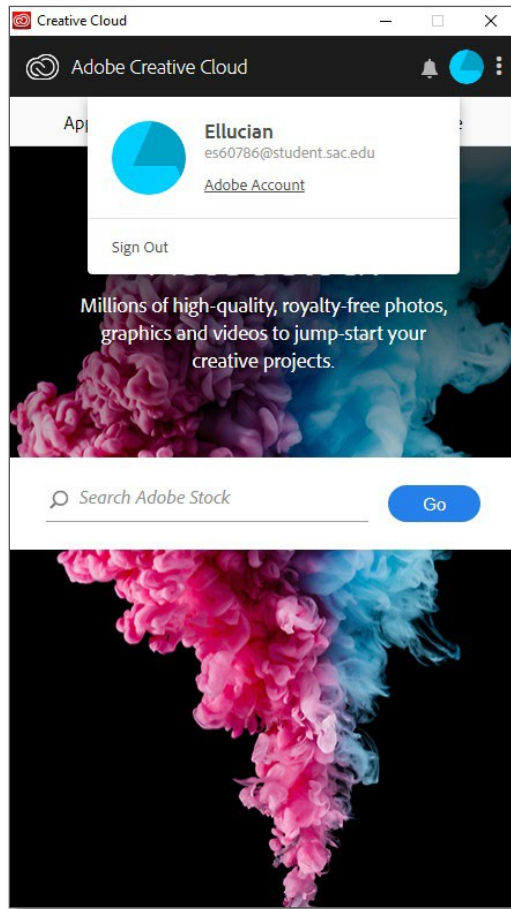 Creative Cloud
Adobe Creative Cloud
Ellucian
es60786@student.sac.edu
Adobe Account
Sign Out
Millions of high-quality, royalty-free photos,
graphics and videos to jump-start your
creative projects.
Search Adobe Stock
Go